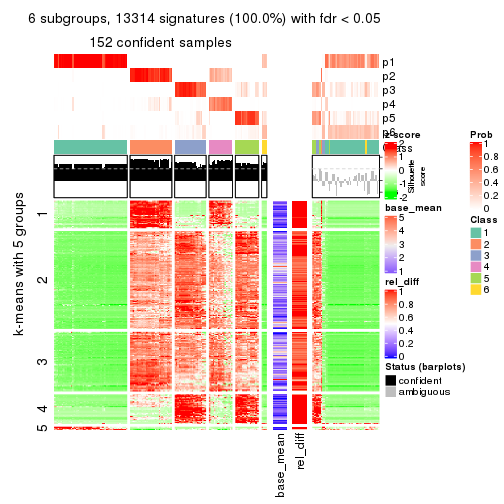 6 subgroups, 13314 signatures (100.0%) with fdr < 0.05
152 confident samples
p1
p2
p3
p4
p5
p6
Class
Silhouette
score
k-means with 5 groups
1
2
3
4
5
base_mean
rel_diff
z-score
2
1
0
-1
-2
base_mean
5
4
3
2
1
rel_diff
1
0.8
0.6
0.4
0.2
0
Status (barplots)
confident
ambiguous
Prob
1
0.8
0.6
0.4
0.2
0
Class
1
2
3
4
5
6